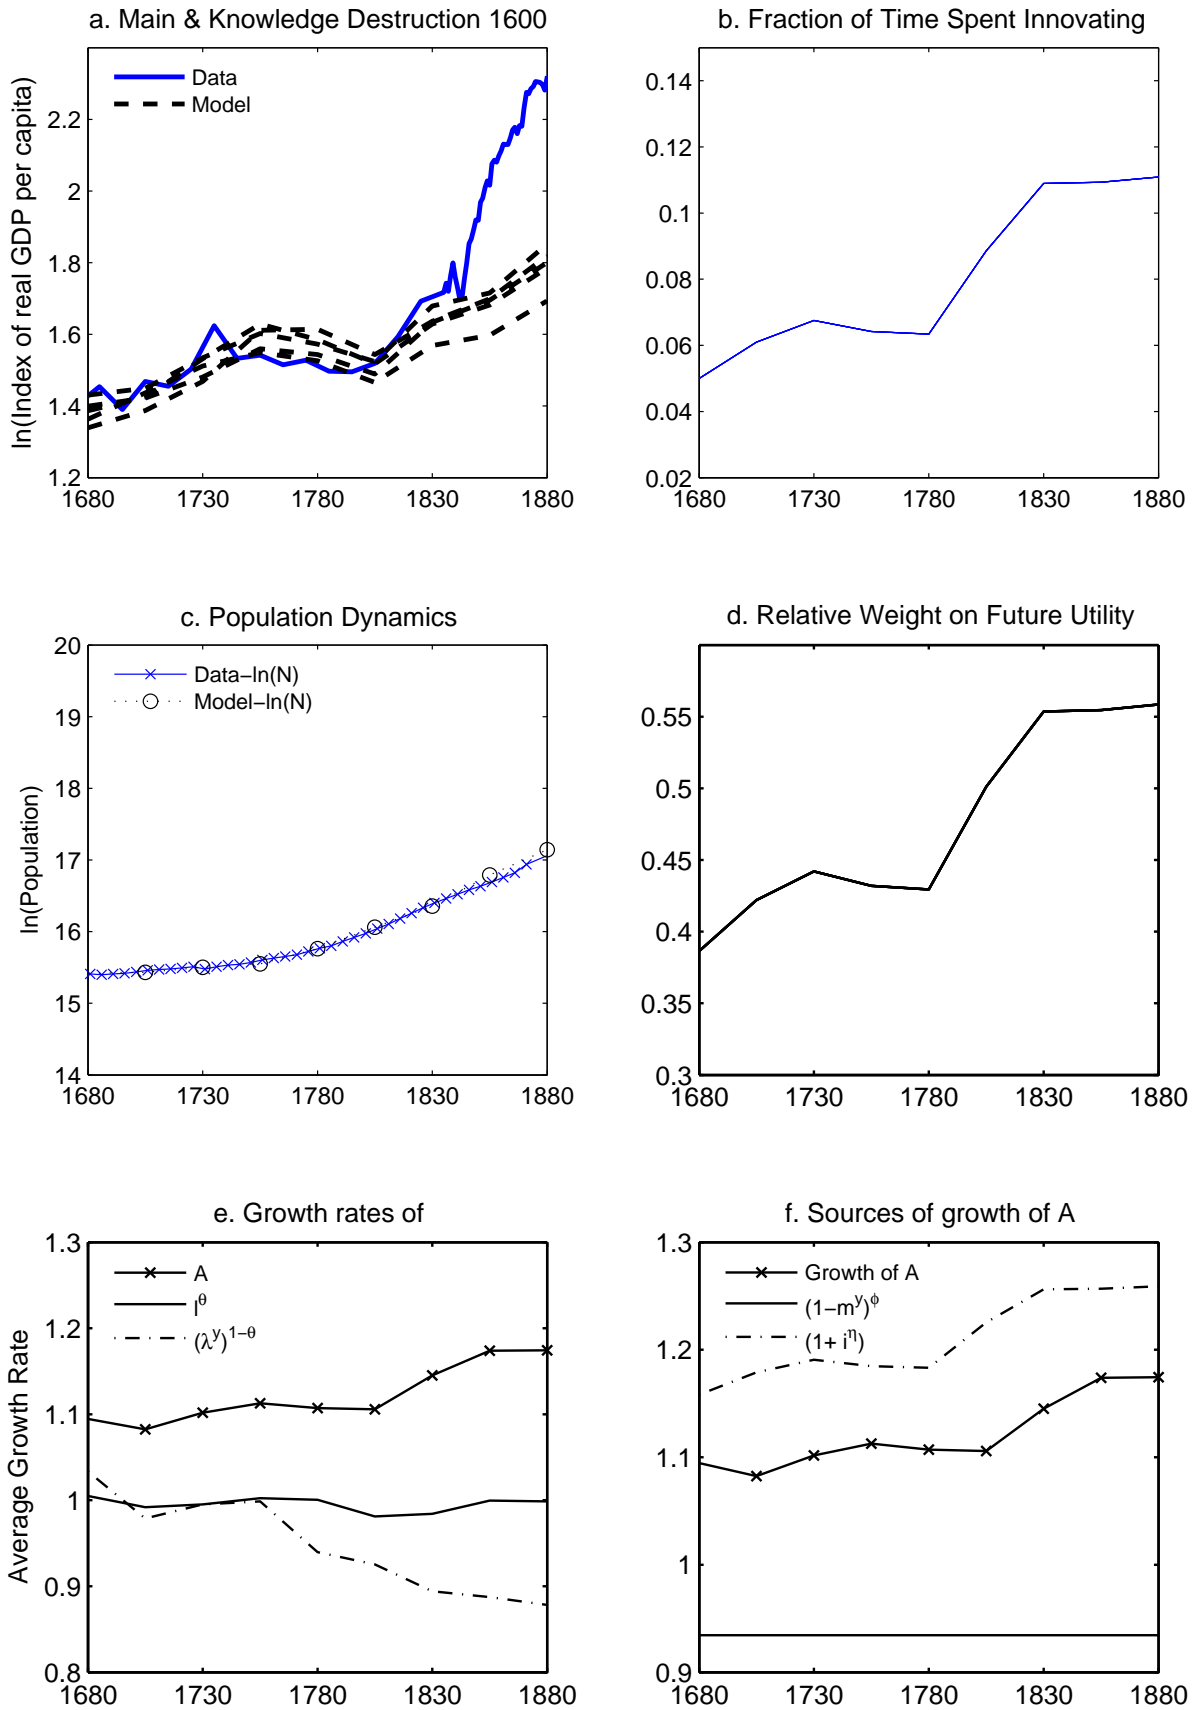 a. Main & Knowledge Destruction 1600
ln(Index of real GDP per capita)
Data
Model
2.2
2
1.8
1.6
1.4
1.2
1680 1730 1780 1830 1880
b. Fraction of Time Spent Innovating
0.14
0.12
0.1
0.08
0.06
0.04
0.02
1680 1730 1780 1830 1880
c. Population Dynamics
ln(Population)
Data−ln(N)
Model−ln(N)
20
19
18
17
16
15
14
1680 1730 1780 1830 1880
d. Relative Weight on Future Utility
0.55
0.5
0.45
0.4
0.35
0.3
1680 1730 1780 1830 1880
e. Growth rates of
Average Growth Rate
A
l^θ
(λ^y)^1−θ
1.3
1.2
1.1
1
0.9
0.8
1680 1730 1780 1830 1880
f. Sources of growth of A
Growth of A
(1−m^y)^ϕ
(1+ i^η)
1.3
1.2
1.1
1
0.9
1680 1730 1780 1830 1880